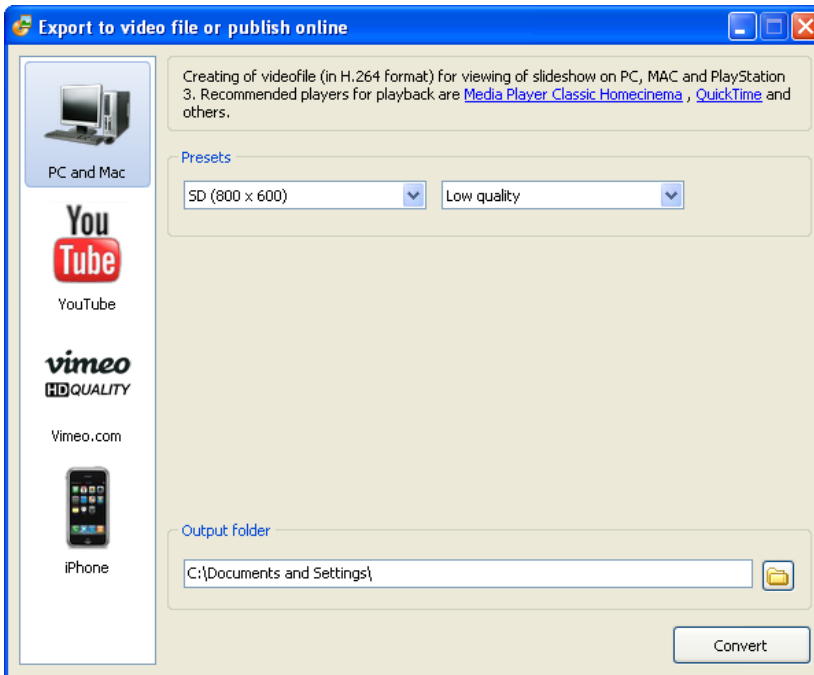 Export to video file or publish online
PC and Mac
You
Tube
YouTube
vimeo
HD QUALITY
Vimeo.com
iPhone
Creating of videofile (in H.264 format) for viewing of slideshow on PC, MAC and PlayStation
3. Recommended players for playback are Media Player Classic Homecinema , QuickTime and
others.
Presets
SD (800 x 600)
Low quality
Output folder
C:\Documents and Settings\
Convert